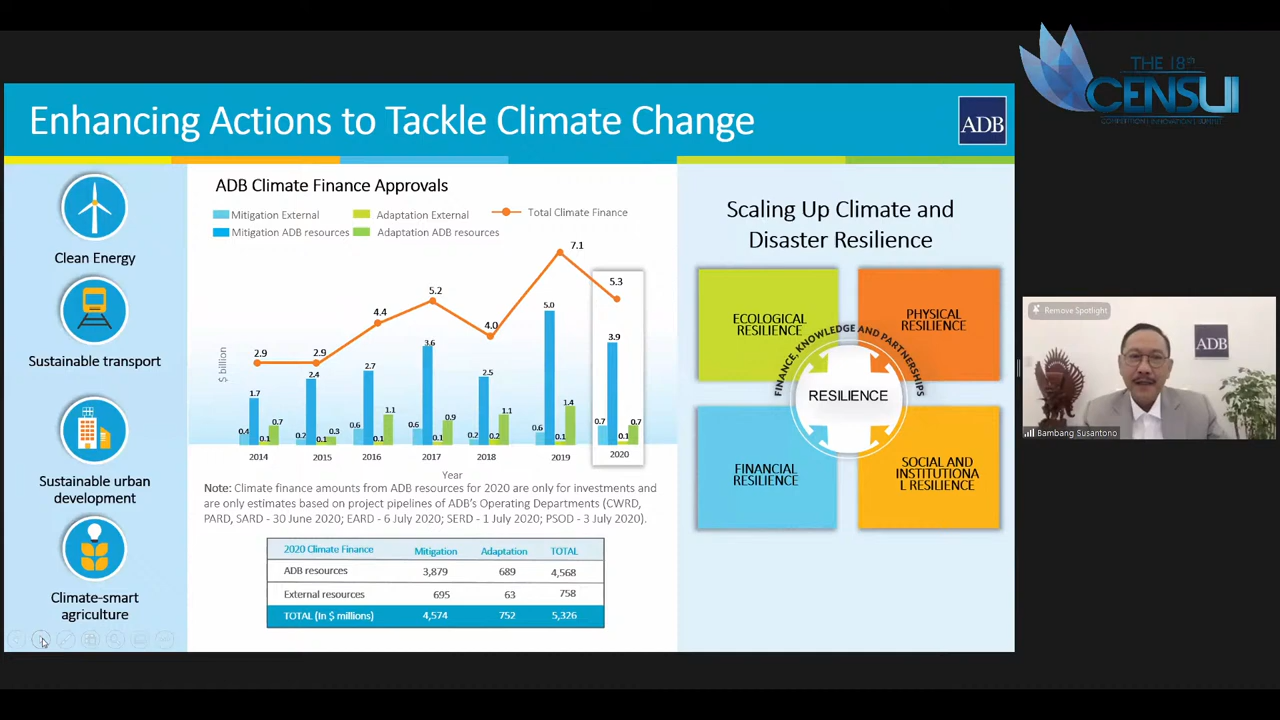 THE 18th
CENSUI
Enhancing Actions to Tackle Climate Change
ADB
Clean Energy
Sustainable transport
Sustainable urban
development
Climate-smart
agriculture
ADB Climate Finance Approvals
Mitigation External
Adaptation External
Total Climate Finance
Mitigation ADB resources
Adaptation ADB resources
7.1
5.3
5.2
4.4
4.0
2.9
2.9
$ billion
0.4 1.7 0.1 0.7
0.2 2.4 0.1 0.3
0.6 2.7 0.1 1.1
0.6 3.6 0.1 0.9
0.2 2.5 0.2 1.1
0.6 5.0 0.1 1.4
0.7 3.9 0.1 0.7
2014 2015 2016 2017 2018 2019 2020
Year
Note: Climate finance amounts from ADB resources for 2020 are only for investments and
are only estimates based on project pipelines of ADB's Operating Departments (CWRD,
PARD, SARD - 30 June 2020; EARD - 6 July 2020; SERD - 1 July 2020; PSOD - 3 July 2020).
2020 Climate Finance Mitigation Adaptation TOTAL
ADB resources 3,879 689 4,568
External resources 695 63 758
TOTAL (In $ millions) 4,574 752 5,326
Scaling Up Climate and
Disaster Resilience
ECOLOGICAL
RESILIENCE
PHYSICAL
RESILIENCE
FINANCE, KNOWLEDGE AND PARTNERSHIPS
RESILIENCE
FINANCIAL
RESILIENCE
SOCIAL AND
INSTITUTIONA
L RESILIENCE
Remove Spotlight
ADB
Bambang Susantono